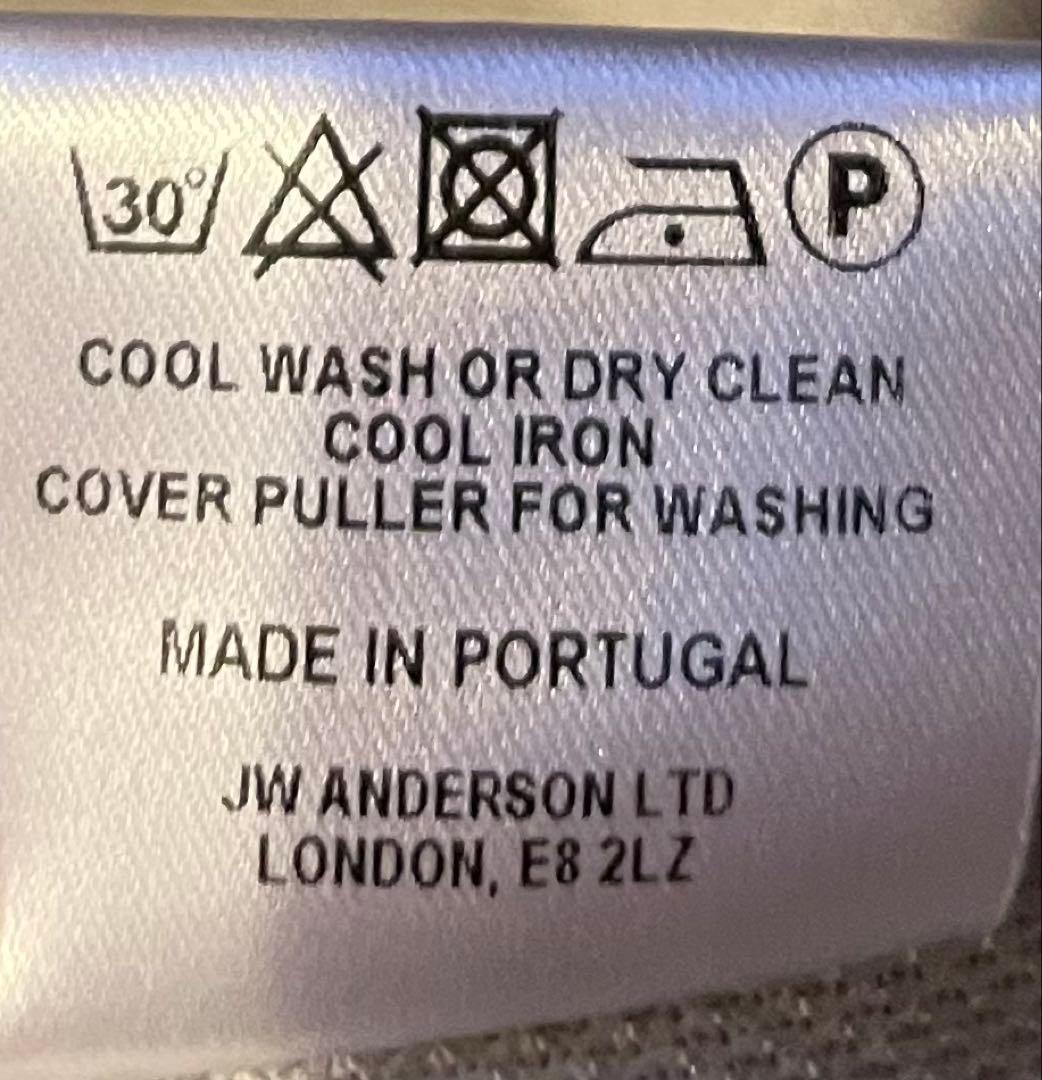 30°
P
COOL WASH OR DRY CLEAN
COOL IRON
COVER PULLER FOR WASHING
MADE IN PORTUGAL
JW ANDERSON LTD
LONDON, E8 2LZ